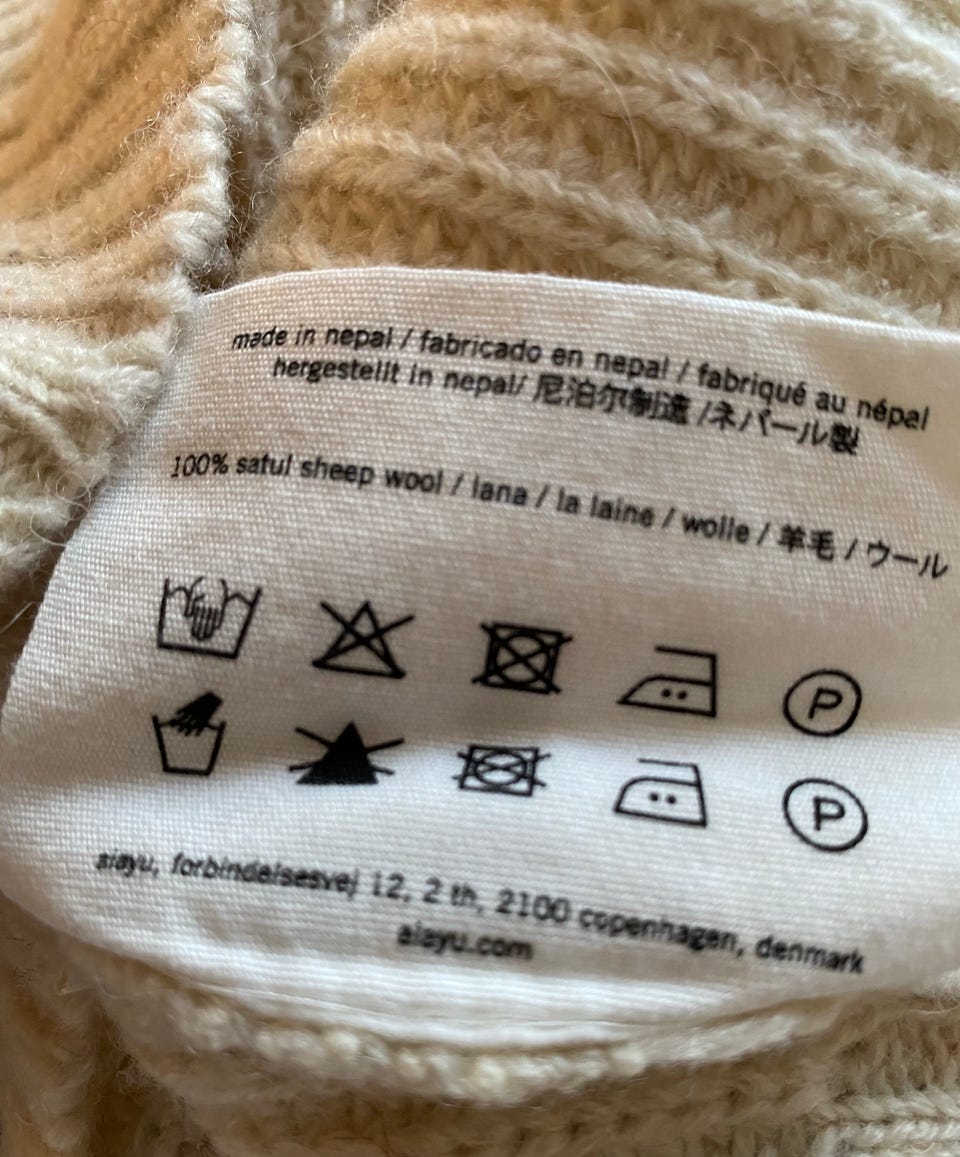 made in nepal / fabricado en nepal / fabriqué au népal
hergestellt in nepal/ 尼泊尔制造 /ネパール製
100% saful sheep wool / lana / la laine / wolle / 羊毛 / ウール
P
P
aiayu, forbindelsesvej 12, 2 th, 2100 copenhagen, denmark
aiayu.com